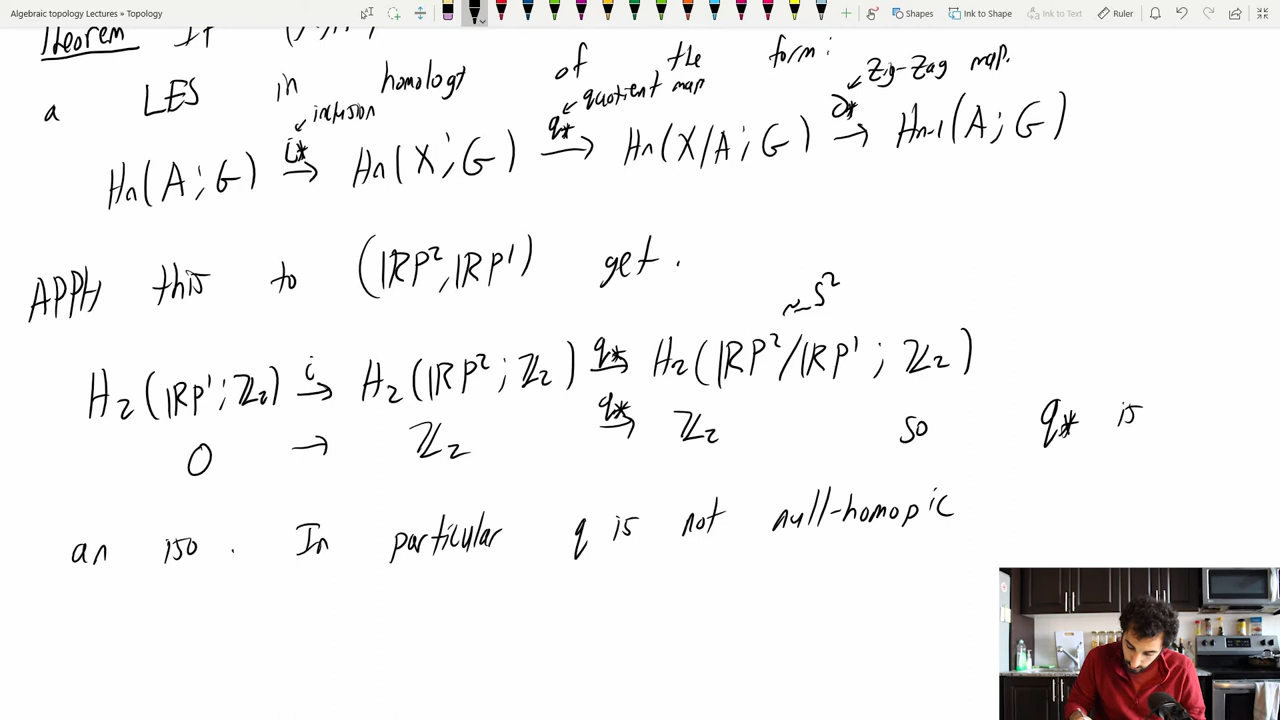 Algebraic topology Lectures » Topology
Shapes Ink to Shape Ink to Text Ruler
Theorem If
a LES in homology of the form:
inclusion quotient map Zig-Zag map.
Hn(A;G) i* → Hn(X;G) q* → Hn(X/A;G) ∂* → Hn-1(A;G)
APPly this to (RP²,RP¹) get.
≃ S²
H₂(RP¹;ℤ₂) i → H₂(RP²;ℤ₂) q* → H₂(RP²/RP¹;ℤ₂)
0 → ℤ₂ q* → ℤ₂ so q* is
an iso. In particular q is not null-homopic